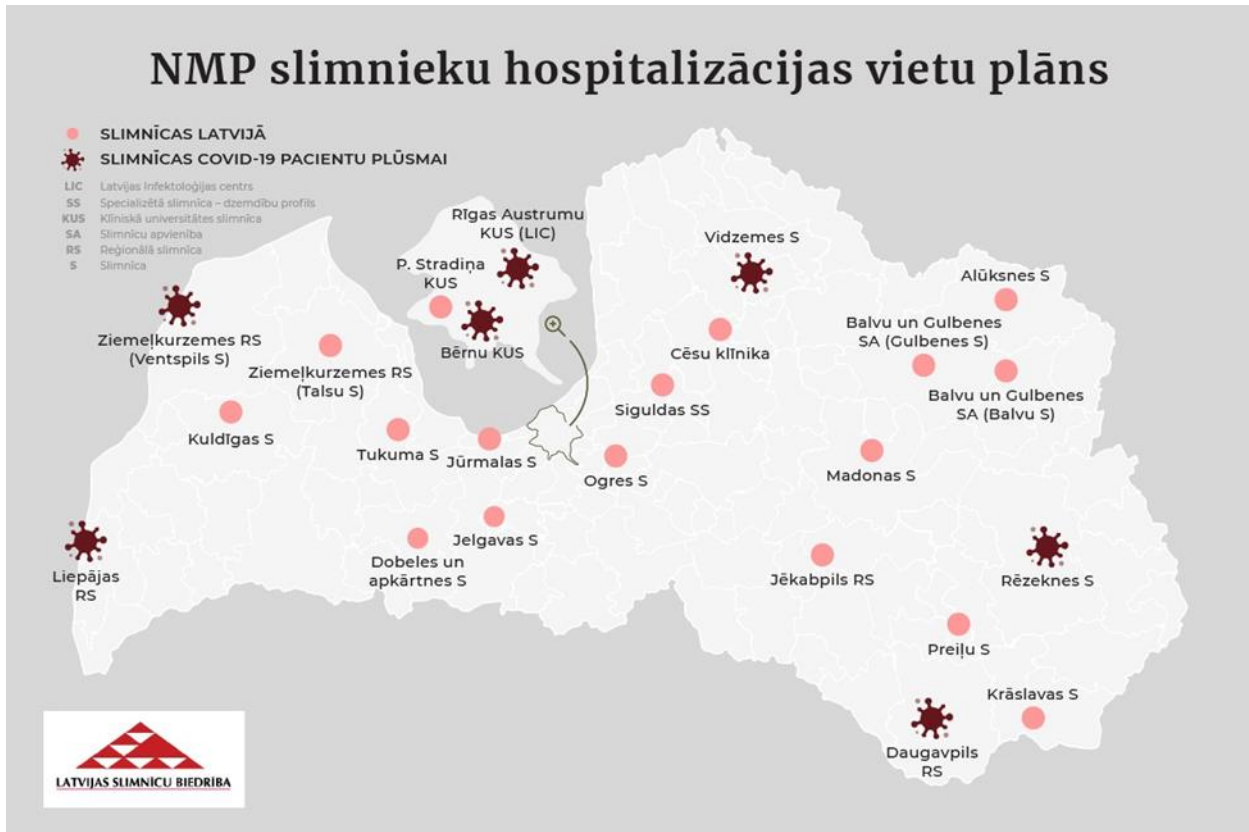 NMP slimnieku hospitalizācijas vietu plāns
SLIMNĪCAS LATVIJĀ
SLIMNĪCAS COVID-19 PACIENTU PLŪSMAI
LIC Latvijas Infektoloģijas centrs
SS Specializētā slimnīca – dzemdību profils
KUS Klīniskā universitātes slimnīca
SA Slimnīcu apvienība
RS Reģionālā slimnīca
S Slimnīca
Rīgas Austrumu
KUS (LIC)
P. Stradiņa
KUS
Bērnu KUS
Vidzemes S
Alūksnes S
Ziemeļkurzemes RS
(Ventspils S)
Ziemeļkurzemes RS
(Talsu S)
Cēsu klīnika
Balvu un Gulbenes
SA (Gulbenes S)
Balvu un Gulbenes
SA (Balvu S)
Siguldas SS
Kuldīgas S
Tukuma S
Jūrmalas S
Ogres S
Madonas S
Liepājas
RS
Dobeles un
apkārtnes S
Jelgavas S
Jēkabpils RS
Rēzeknes S
Preiļu S
Krāslavas S
Daugavpils
RS
LATVIJAS SLIMNĪCU BIEDRĪBA